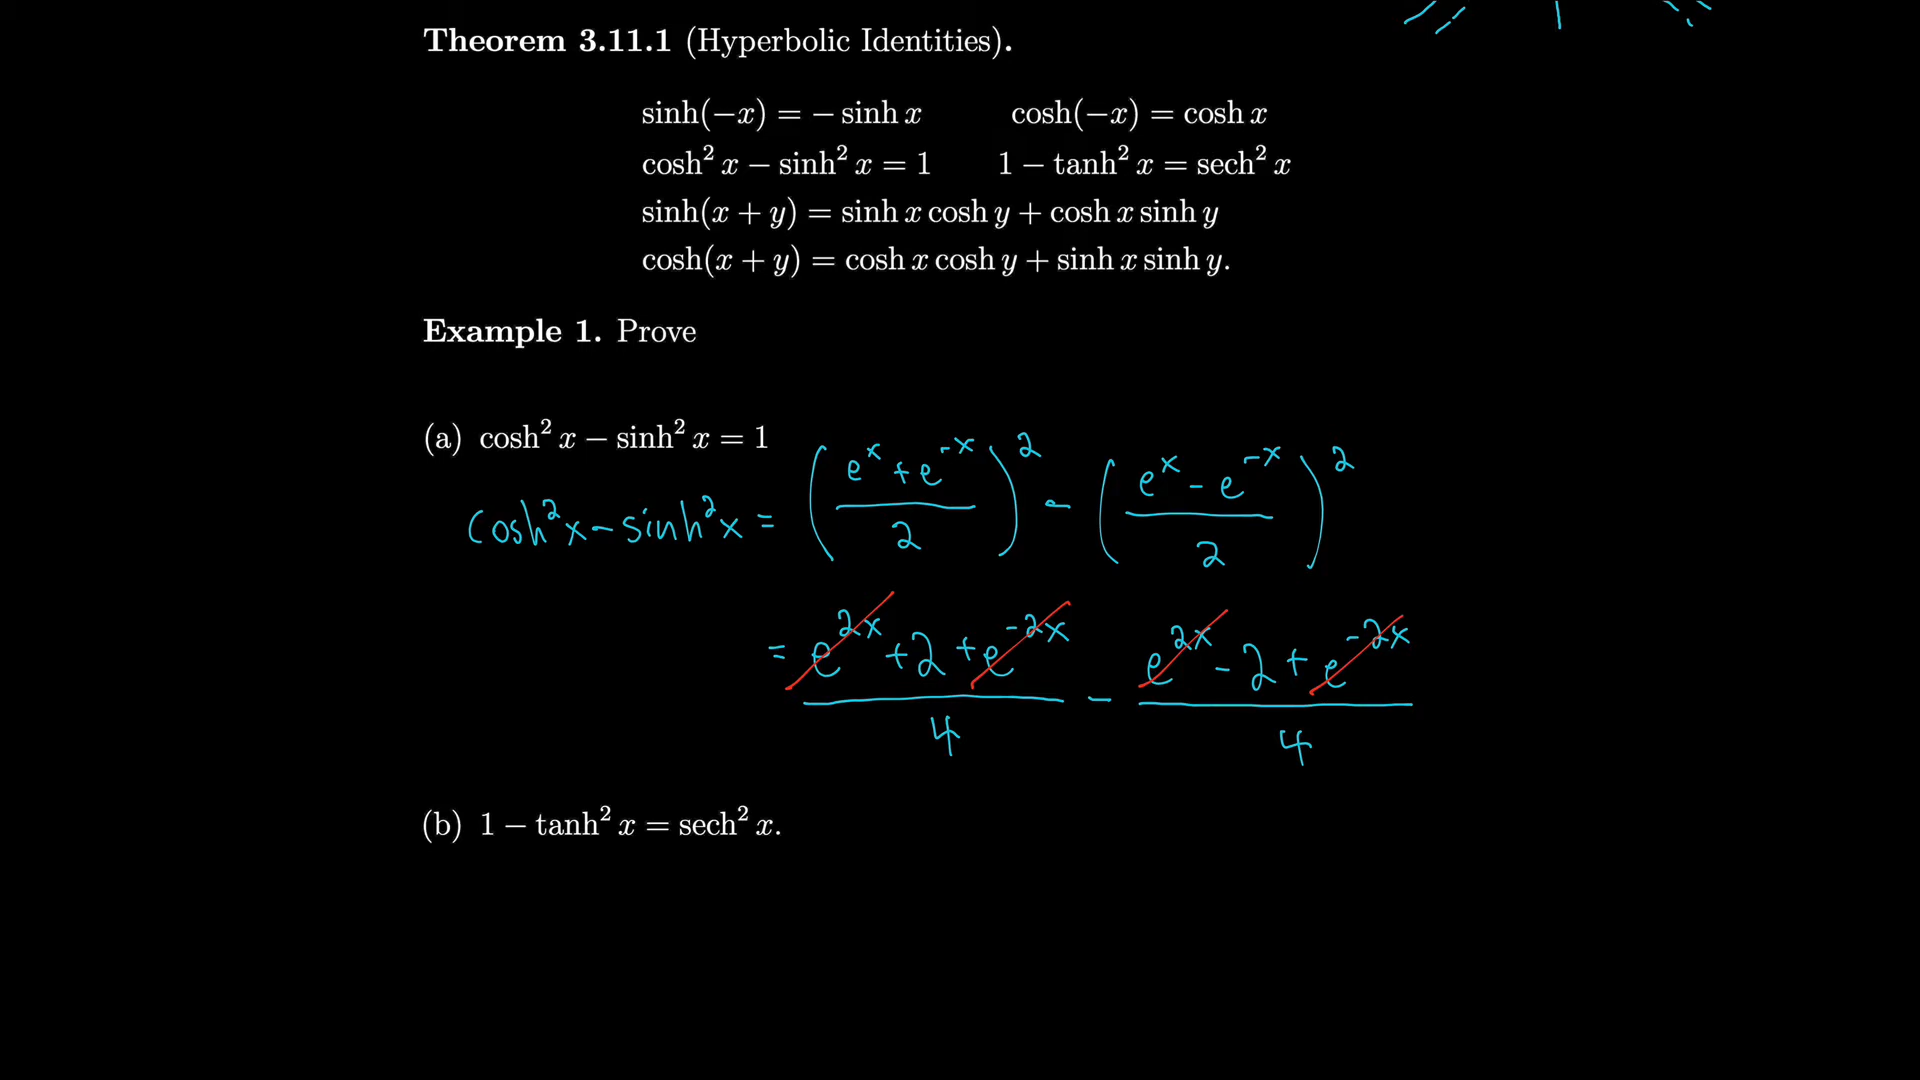 Theorem 3.11.1 (Hyperbolic Identities).
sinh(−x) = − sinh x cosh(−x) = cosh x
cosh² x − sinh² x = 1 1 − tanh² x = sech² x
sinh(x + y) = sinh x cosh y + cosh x sinh y
cosh(x + y) = cosh x cosh y + sinh x sinh y.
Example 1. Prove
(a) cosh² x − sinh² x = 1
cosh²x − sinh²x = ((e^x + e^−x)/2)² − ((e^x − e^−x)/2)²
= (e^2x + 2 + e^−2x)/4 − (e^2x − 2 + e^−2x)/4
(b) 1 − tanh² x = sech² x.